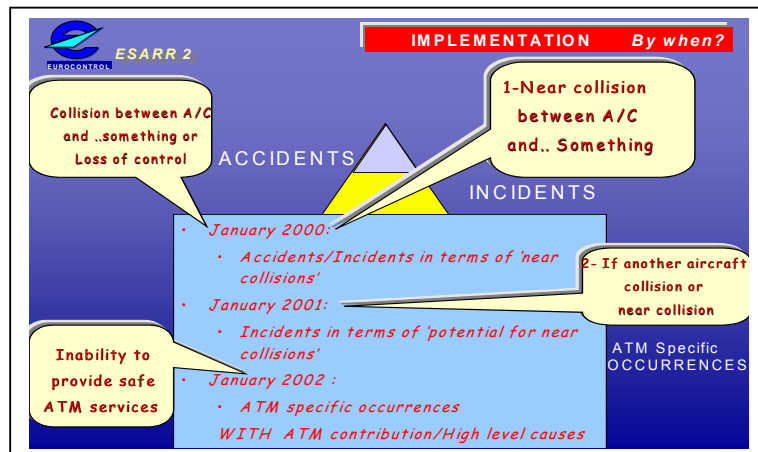 IMPLEMENTATION By when?
ESARR 2
EUROCONTROL
Collision between A/C
and ..something or
Loss of control
1-Near collision
between A/C
and.. Something
ACCIDENTS
INCIDENTS
• January 2000:
• Accidents/Incidents in terms of 'near
collisions'
2- If another aircraft
collision or
near collision
• January 2001:
• Incidents in terms of 'potential for near
collisions'
Inability to
provide safe
ATM services
ATM Specific
OCCURRENCES
• January 2002 :
• ATM specific occurrences
WITH ATM contribution/High level causes